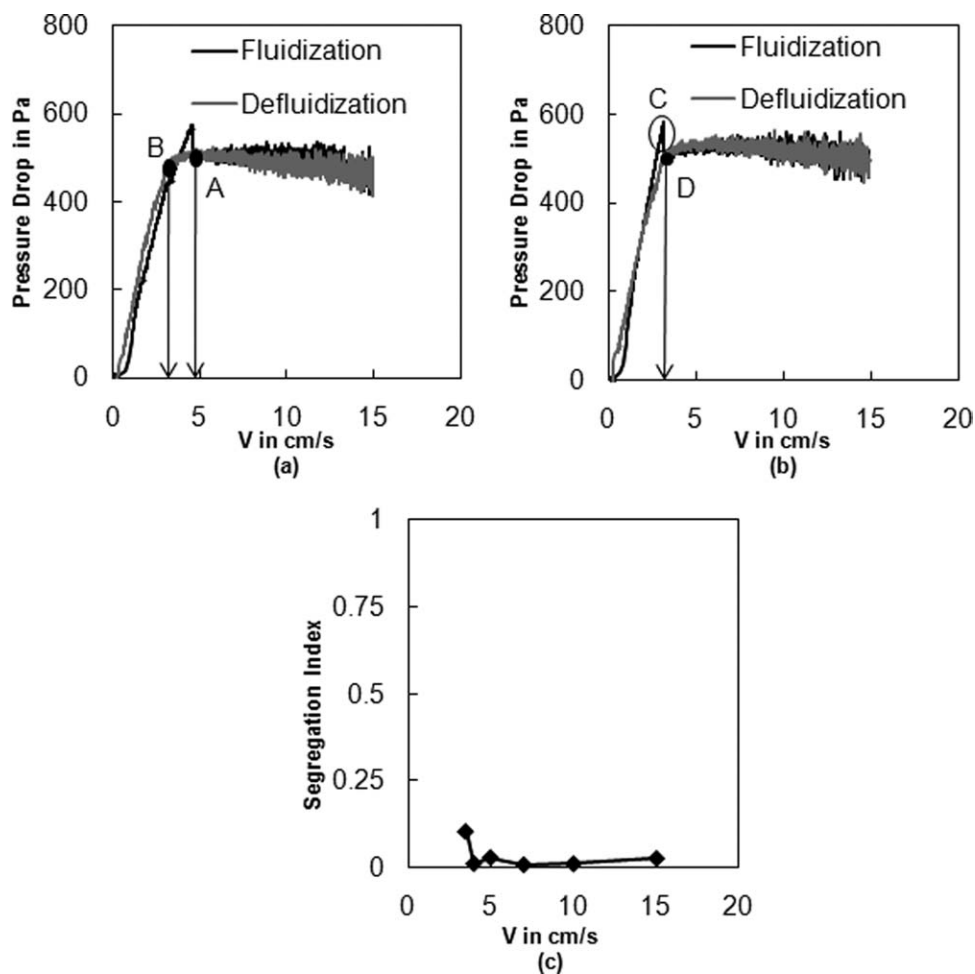 800
Fluidization
Defluidization
600
B
A
400
200
0
0 5 10 15 20
Pressure Drop in Pa
V in cm/s
(a)
800
Fluidization
Defluidization
C
600
D
400
200
0
0 5 10 15 20
Pressure Drop in Pa
V in cm/s
(b)
1
0.75
0.5
0.25
0
0 5 10 15 20
Segregation Index
V in cm/s
(c)